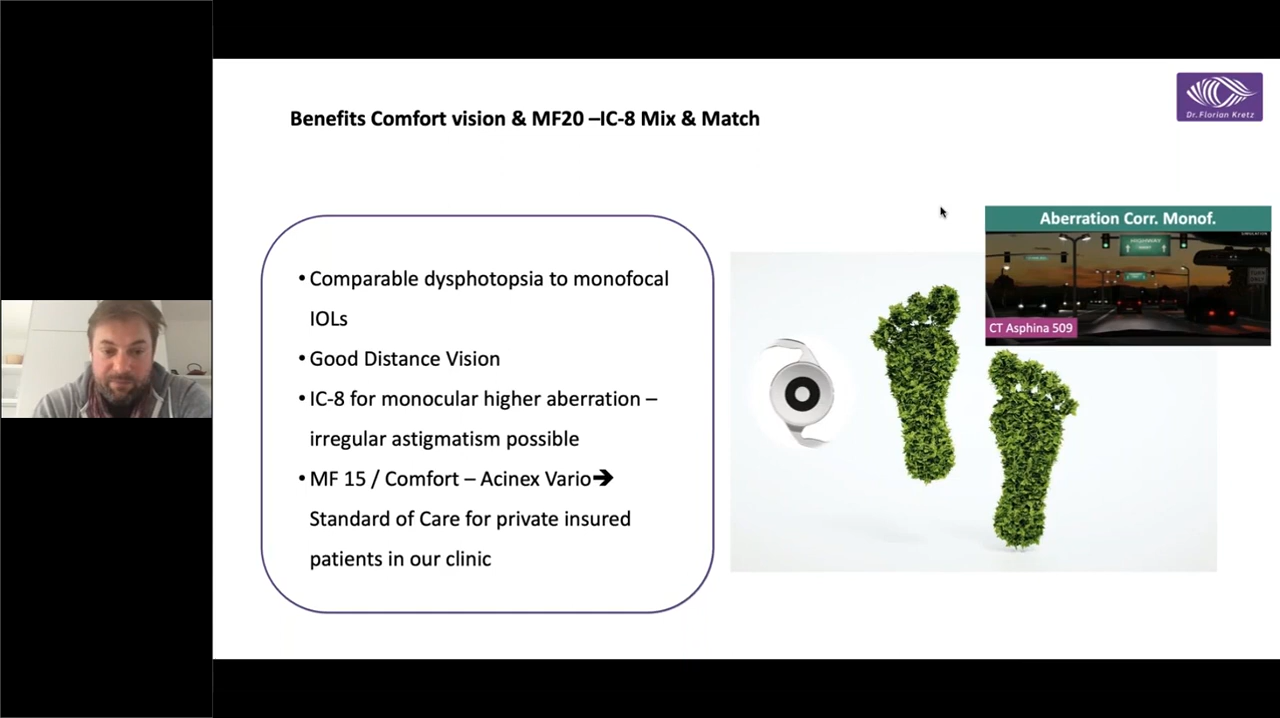 Benefits Comfort vision & MF20 –IC-8 Mix & Match
Dr. Florian Kretz
• Comparable dysphotopsia to monofocal
IOLs
• Good Distance Vision
• IC-8 for monocular higher aberration –
irregular astigmatism possible
• MF 15 / Comfort – Acinex Vario➔
Standard of Care for private insured
patients in our clinic
Aberration Corr. Monof.
SIMULATION
HIGHWAY
CT Asphina 509